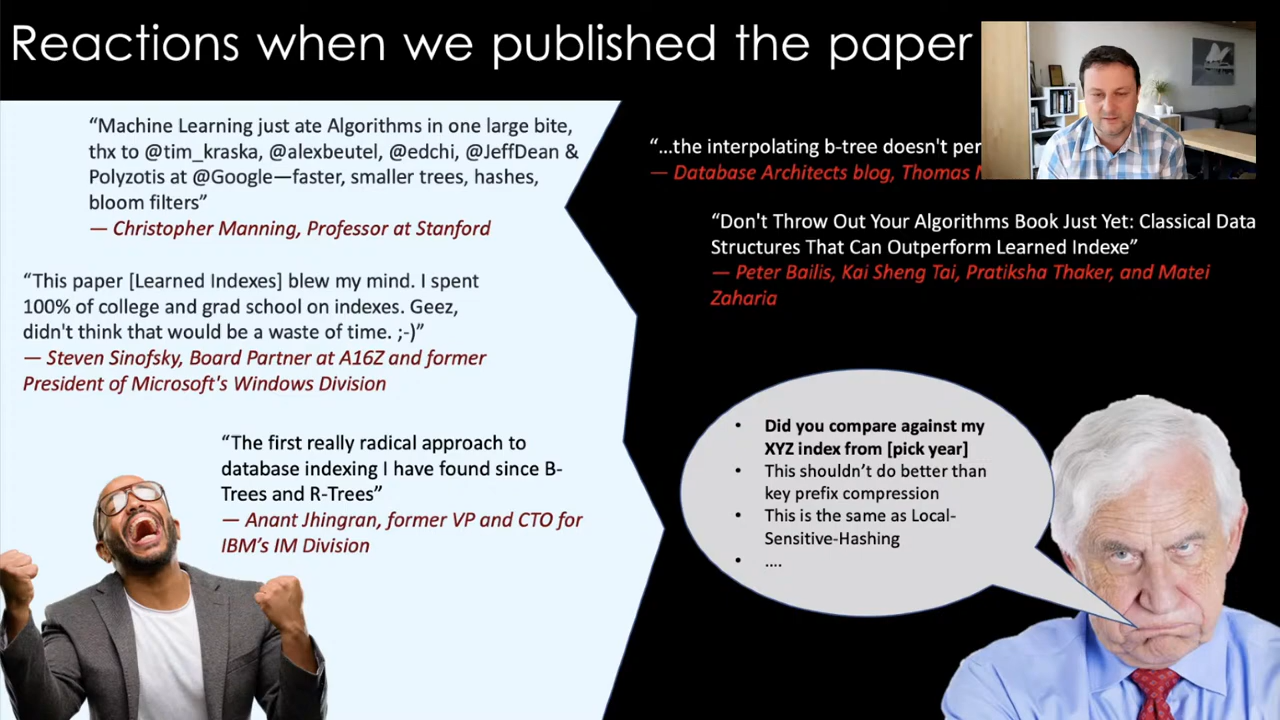 Reactions when we published the paper
“Machine Learning just ate Algorithms in one large bite,
thx to @tim_kraska, @alexbeutel, @edchi, @JeffDean &
Polyzotis at @Google—faster, smaller trees, hashes,
bloom filters”
— Christopher Manning, Professor at Stanford
“This paper [Learned Indexes] blew my mind. I spent
100% of college and grad school on indexes. Geez,
didn't think that would be a waste of time. ;-)”
— Steven Sinofsky, Board Partner at A16Z and former
President of Microsoft's Windows Division
“The first really radical approach to
database indexing I have found since B-
Trees and R-Trees”
— Anant Jhingran, former VP and CTO for
IBM’s IM Division
“...the interpolating b-tree doesn't
— Database Architects blog, Thomas
“Don't Throw Out Your Algorithms Book Just Yet: Classical Data
Structures That Can Outperform Learned Indexe”
— Peter Bailis, Kai Sheng Tai, Pratiksha Thaker, and Matei
Zaharia
• Did you compare against my
XYZ index from [pick year]
• This shouldn’t do better than
key prefix compression
• This is the same as Local-
Sensitive-Hashing
• ....